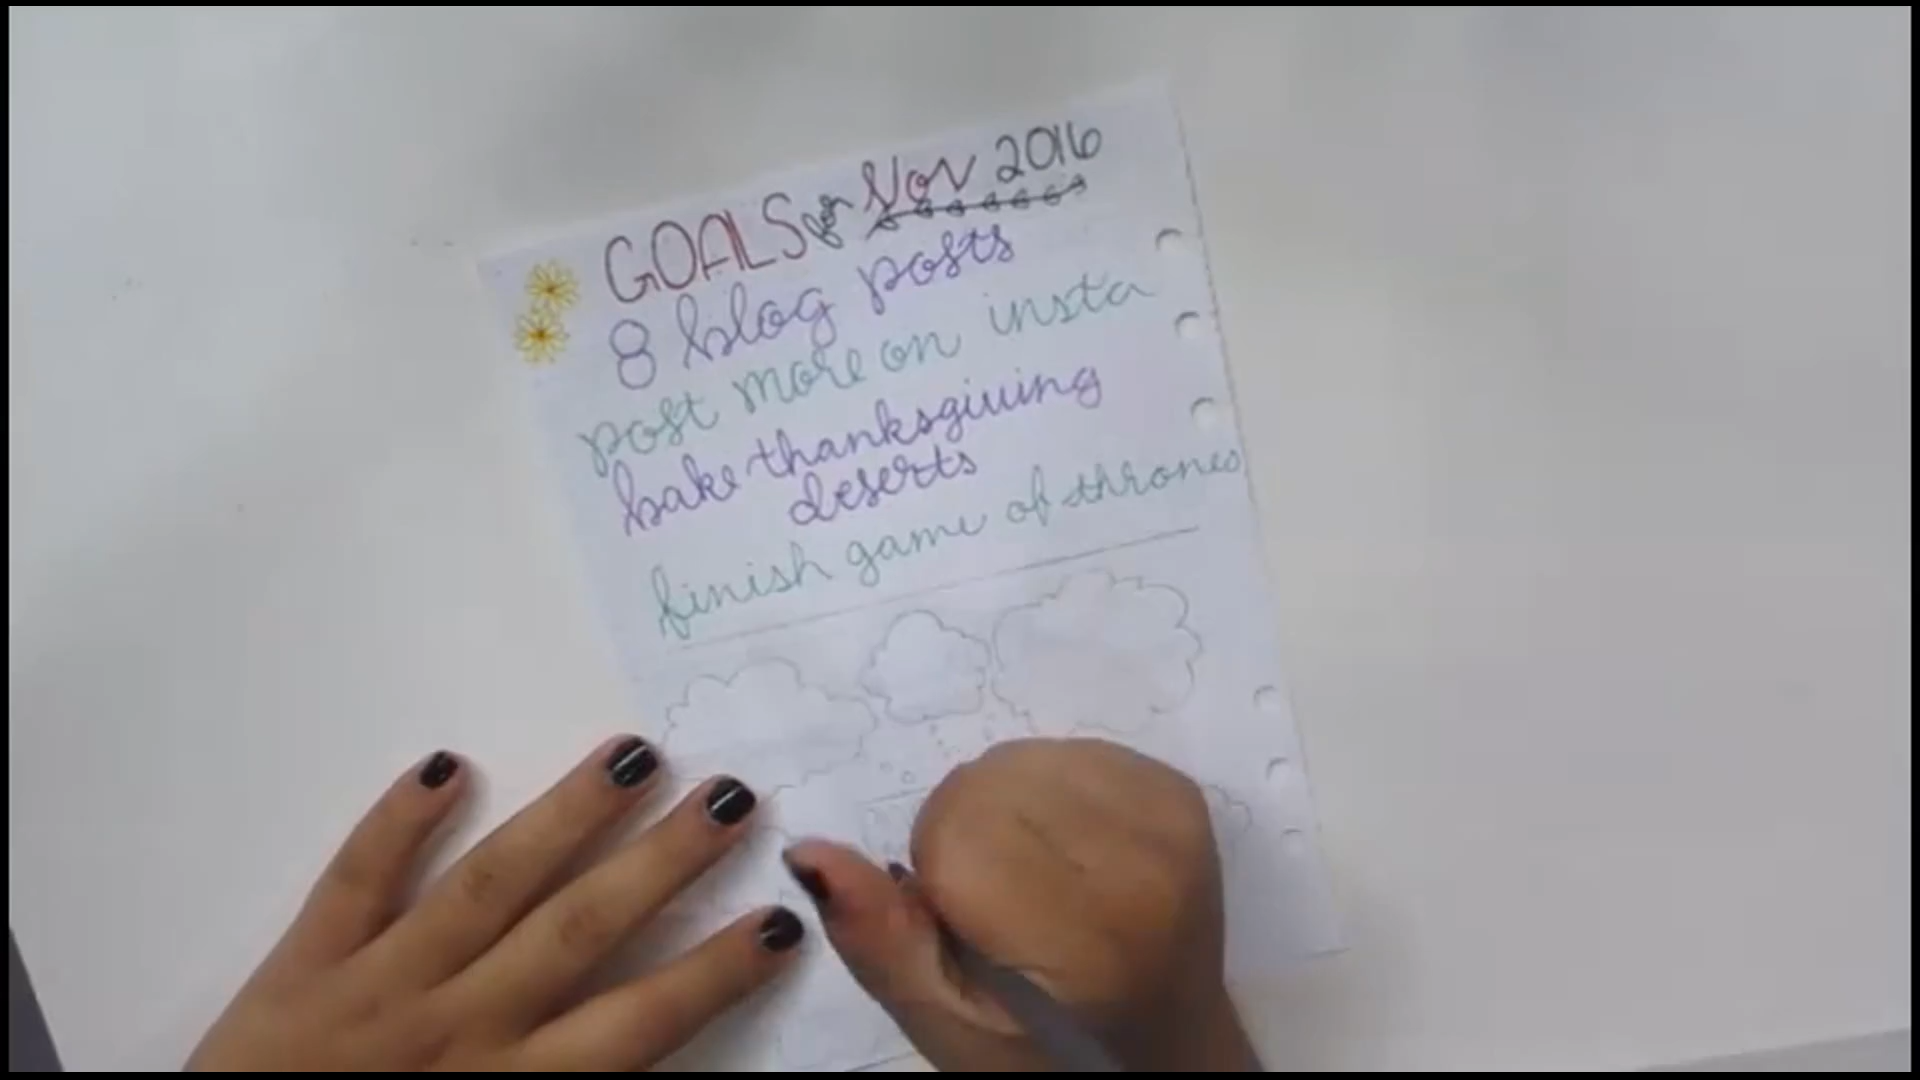 GOALS for Nov 2016
8 blog posts
post more on insta
bake thanksgiving
deserts
finish game of thrones